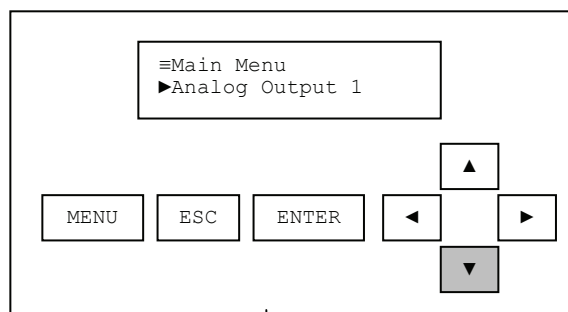 ≡Main Menu
►Analog Output 1
▲
MENU ESC ENTER ◄ ►
▼